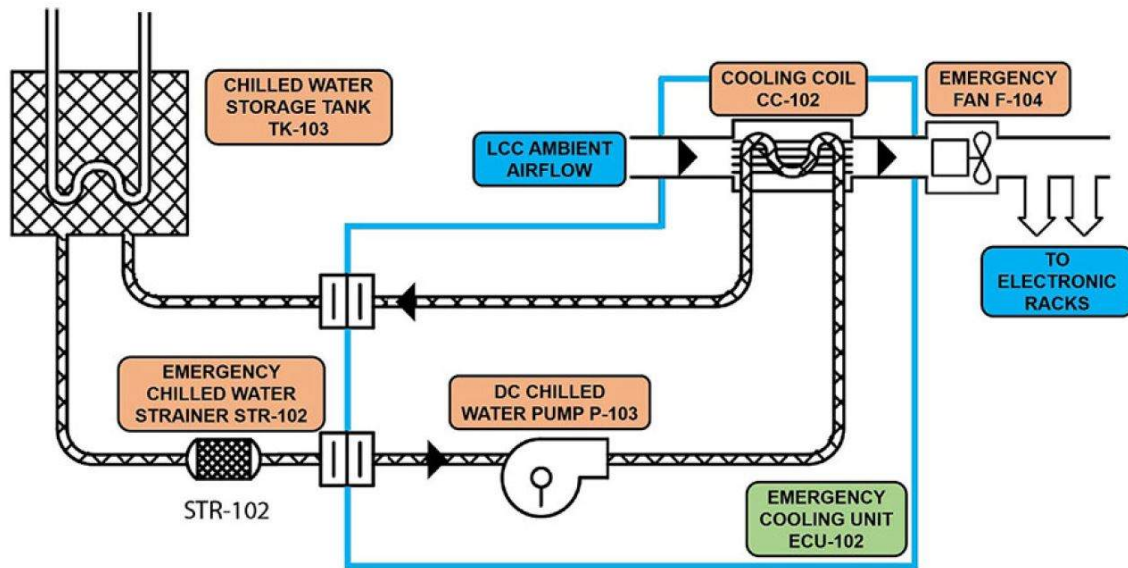 CHILLED WATER
STORAGE TANK
TK-103
COOLING COIL
CC-102
EMERGENCY
FAN F-104
LCC AMBIENT
AIRFLOW
TO
ELECTRONIC
RACKS
EMERGENCY
CHILLED WATER
STRAINER STR-102
DC CHILLED
WATER PUMP P-103
STR-102
EMERGENCY
COOLING UNIT
ECU-102